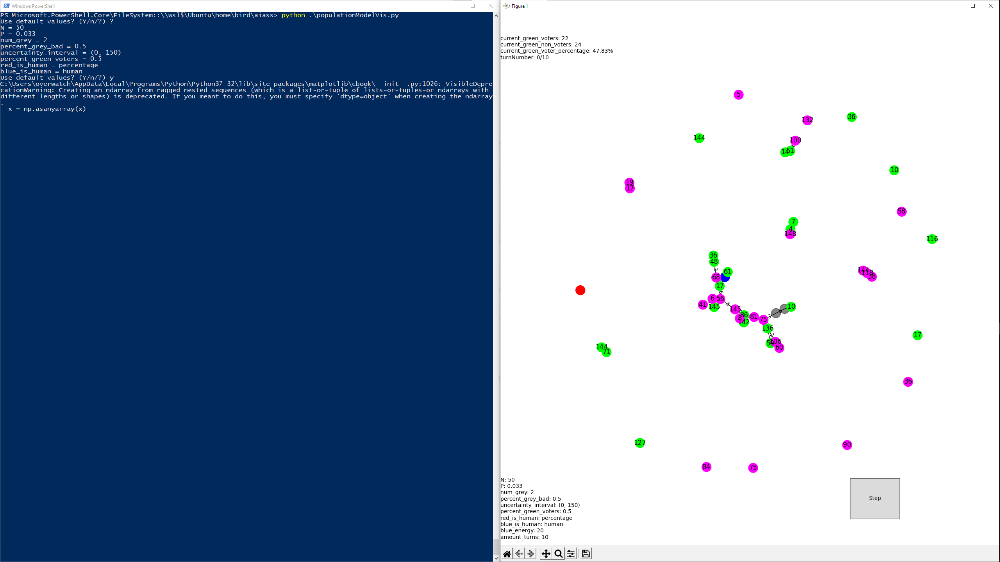 Windows PowerShell
PS Microsoft.PowerShell.Core\FileSystem::\\wsl$\Ubuntu\home\bird\aiass> python .\populationModelVis.py
Use default values? (Y/n/?) ?
N = 50
P = 0.033
num_grey = 2
percent_grey_bad = 0.5
uncertainty_interval = (0, 150)
percent_green_voters = 0.5
red_is_human = percentage
blue_is_human = human
Use default values? (Y/n/?) y
C:\Users\overwatch\AppData\Local\Programs\Python\Python37-32\lib\site-packages\matplotlib\cbook\__init__.py:1026: VisibleDepre
cationWarning: Creating an ndarray from ragged nested sequences (which is a list-or-tuple of lists-or-tuples-or ndarrays with
different lengths or shapes) is deprecated. If you meant to do this, you must specify 'dtype=object' when creating the ndarray
.
x = np.asanyarray(x)
Figure 1
current_green_voters: 22
current_green_non_voters: 24
current_green_voter_percentage: 47.83%
turnNumber: 0/10
5
36
132
144
100
14
51
10
19
17
58
7
4
148
116
36
48
2
61
68
17
144
118
38
6
6
56
41
145
3
145
10
5
3
86
8
81
75
142
136
2
59
106
60
17
144
71
36
127
90
84
75
N: 50
P: 0.033
num_grey: 2
percent_grey_bad: 0.5
uncertainty_interval: (0, 150)
percent_green_voters: 0.5
red_is_human: percentage
blue_is_human: human
blue_energy: 20
amount_turns: 10
Step